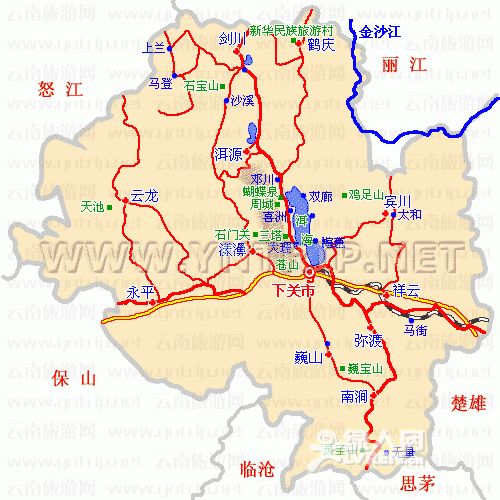 新华民族旅游村
金沙江
剑川
鹤庆
上兰
丽江
马登
石宝山
怒江
沙溪
洱源
邓川
蝴蝶泉
双廊
鸡足山
周城
云龙
宾川
天池
喜洲
太和
洱海
石门关
三塔
大理
挖色
漾濞
WWW.YNTRIP.NET
苍山
永平
下关市
祥云
马街
弥渡
巍山
巍宝山
保山
南涧
楚雄
灵宝山
无量
临沧
思茅
云南旅游网
www.yntrip.net